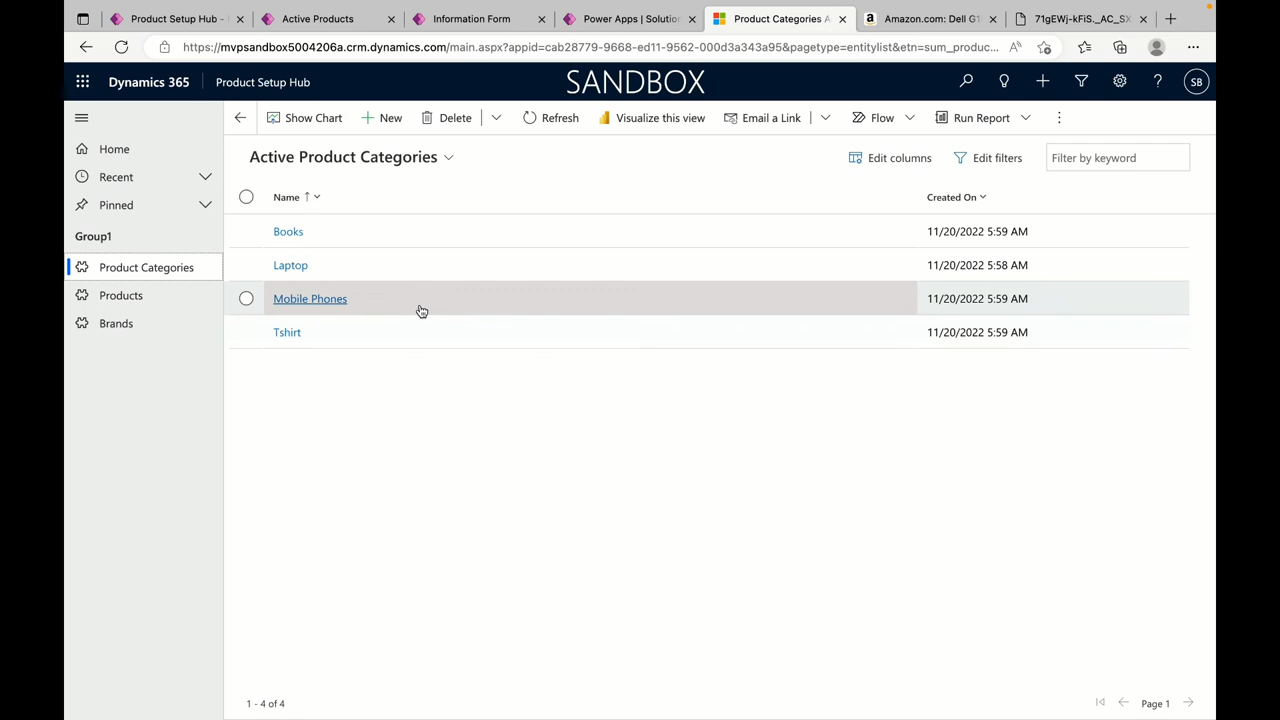 Product Setup Hub -
Active Products
Information Form
Power Apps | Solution
Product Categories A
Amazon.com: Dell G1
71gEWj-kFiS._AC_SX
https://mvpsandbox5004206a.crm.dynamics.com/main.aspx?appid=cab28779-9668-ed11-9562-000d3a343a95&pagetype=entitylist&etn=sum_produc...
Dynamics 365
Product Setup Hub
SANDBOX
SB
Show Chart
New
Delete
Refresh
Visualize this view
Email a Link
Flow
Run Report
Home
Recent
Pinned
Group1
Product Categories
Products
Brands
Active Product Categories
Edit columns
Edit filters
Filter by keyword
Name
Created On
Books
11/20/2022 5:59 AM
Laptop
11/20/2022 5:58 AM
Mobile Phones
11/20/2022 5:59 AM
Tshirt
11/20/2022 5:59 AM
1 - 4 of 4
Page 1